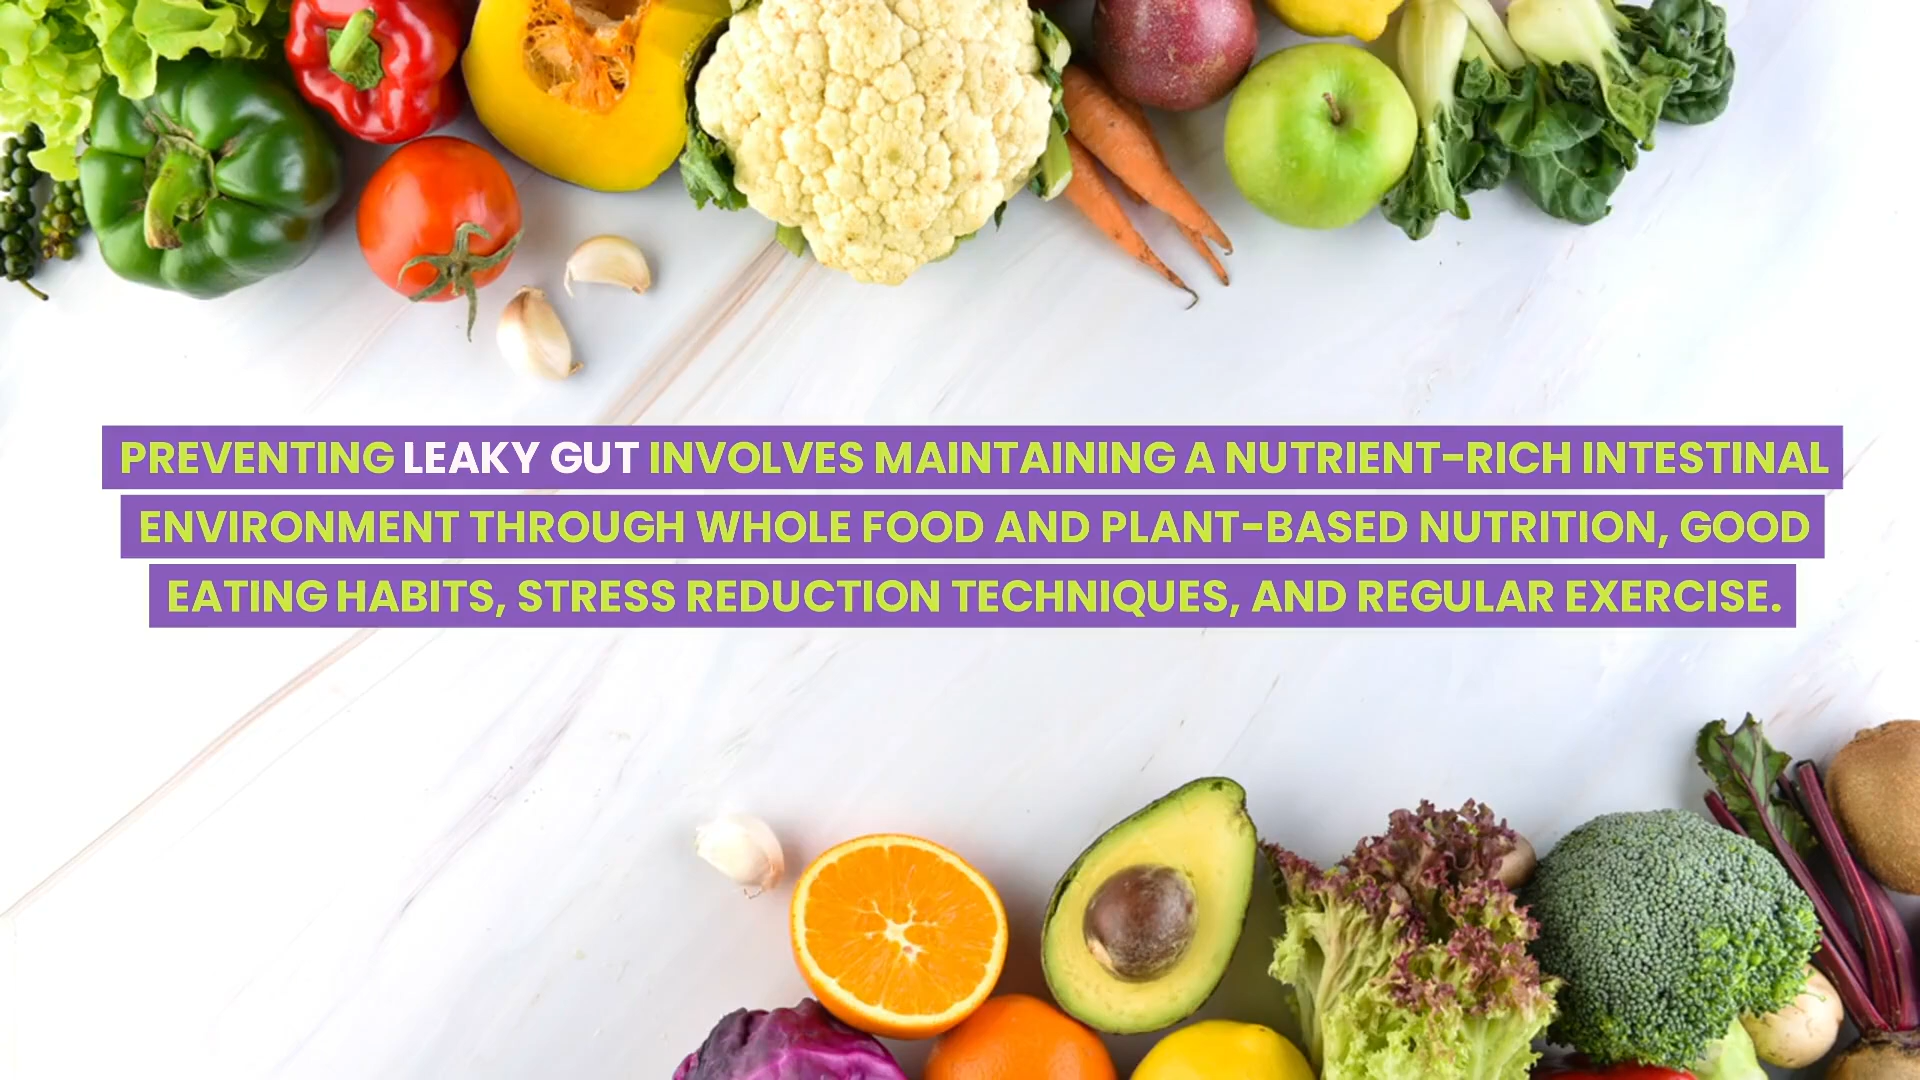 PREVENTING LEAKY GUT INVOLVES MAINTAINING A NUTRIENT-RICH INTESTINAL
ENVIRONMENT THROUGH WHOLE FOOD AND PLANT-BASED NUTRITION, GOOD
EATING HABITS, STRESS REDUCTION TECHNIQUES, AND REGULAR EXERCISE.